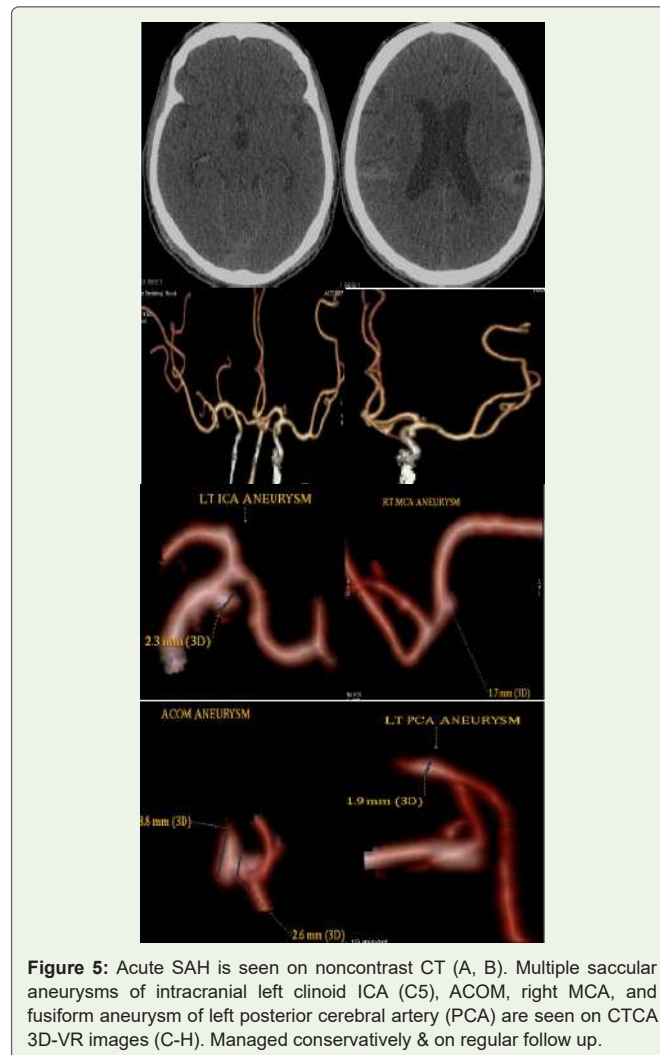 LT ICA ANEURYSM
RT MCA ANEURYSM
2.3 mm (3D)
1.7mm (3D)
ACOM ANEURYSM
LT PCA ANEURYSM
1.9 mm (3D)
3.8 mm (3D)
2.6 mm (3D)
Figure 5: Acute SAH is seen on noncontrast CT (A, B). Multiple saccular
aneurysms of intracranial left clinoid ICA (C5), ACOM, right MCA, and
fusiform aneurysm of left posterior cerebral artery (PCA) are seen on CTCA
3D-VR images (C-H). Managed conservatively & on regular follow up.